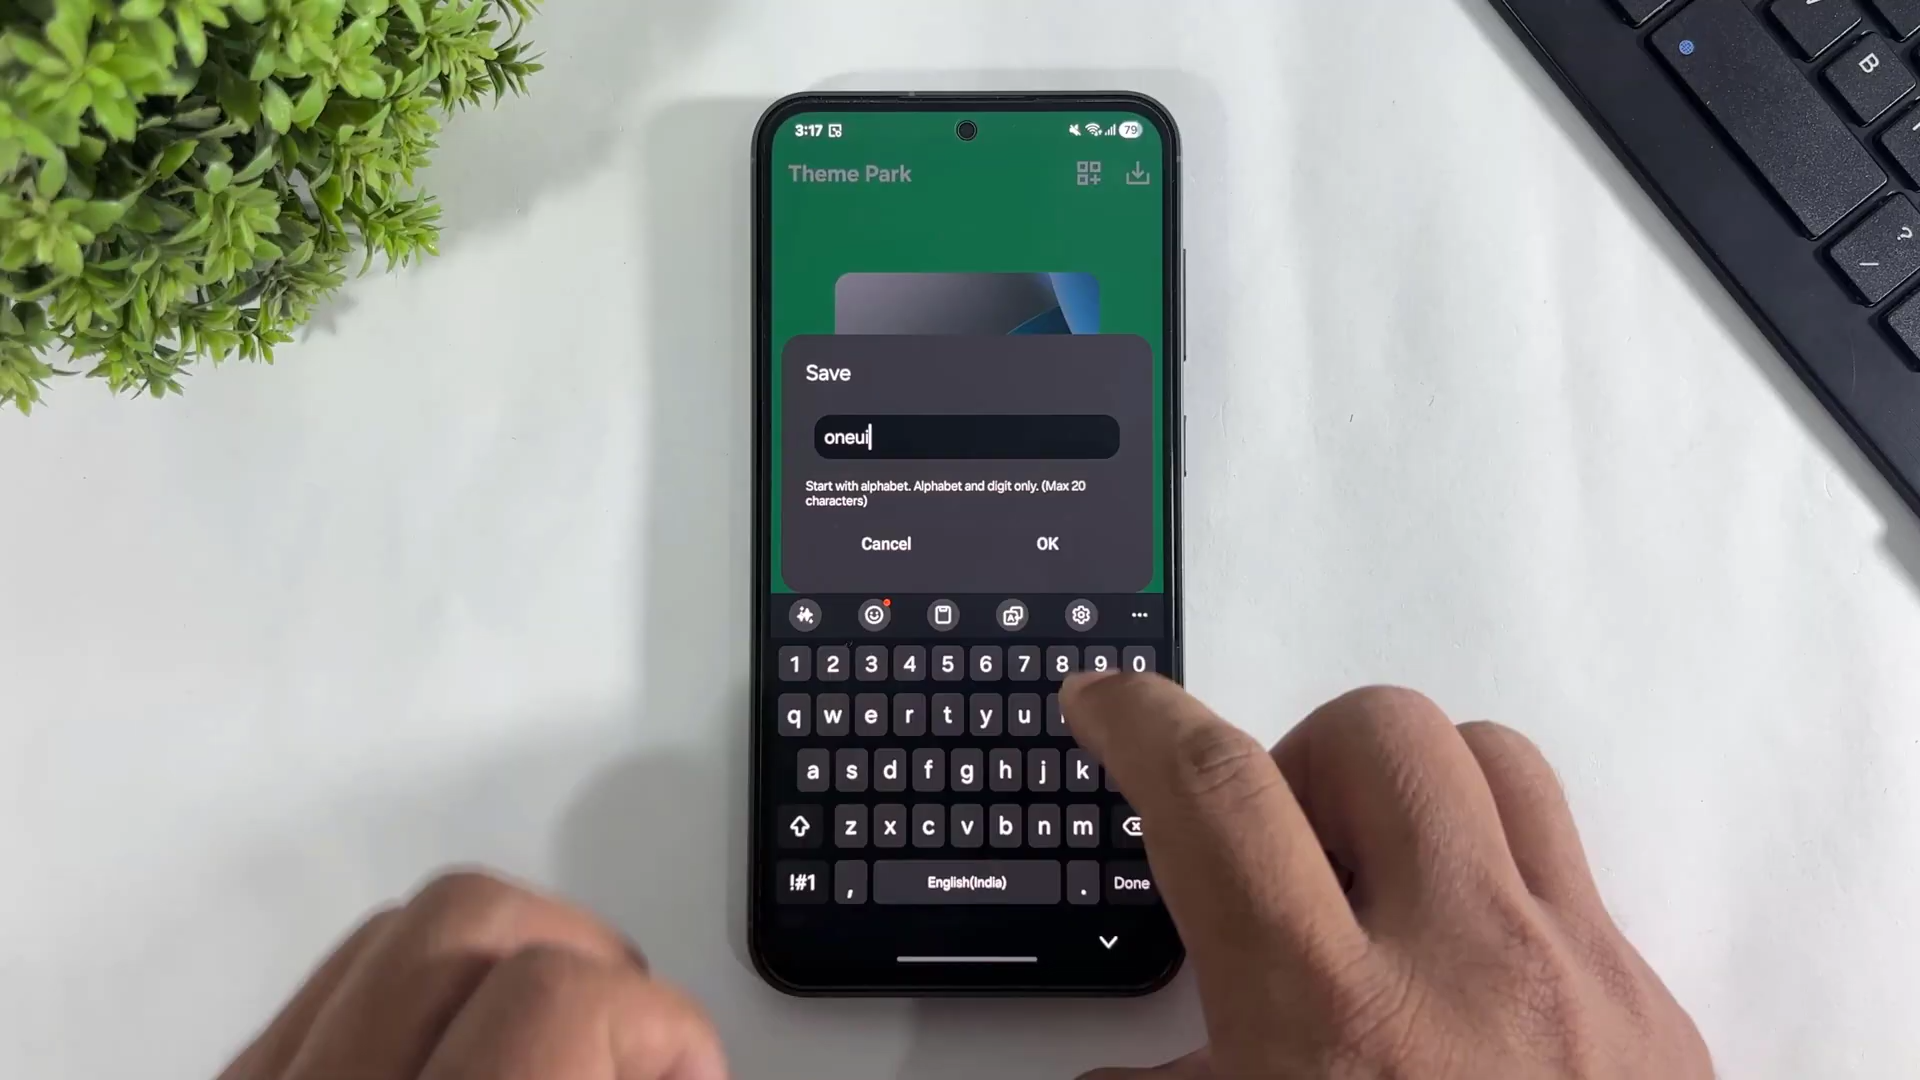 3:17 79
Theme Park
Save
oneui
Start with alphabet. Alphabet and digit only. (Max 20
characters)
Cancel OK
1 2 3 4 5 6 7 8 9 0
q w e r t y u
a s d f g h j k
z x c v b n m
!#1 , English(India) . Done
B
?
/